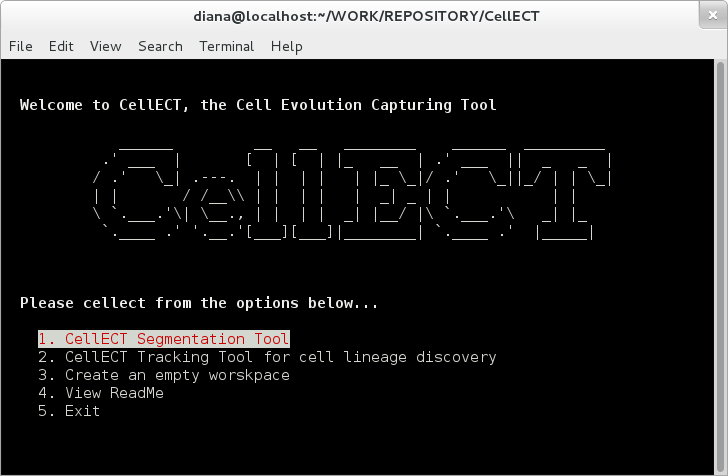 diana@localhost:~/WORK/REPOSITORY/CellECT
File Edit View Search Terminal Help
Welcome to CellECT, the Cell Evolution Capturing Tool
CellECT
Please cellect from the options below...
1. CellECT Segmentation Tool
2. CellECT Tracking Tool for cell lineage discovery
3. Create an empty worskpace
4. View ReadMe
5. Exit